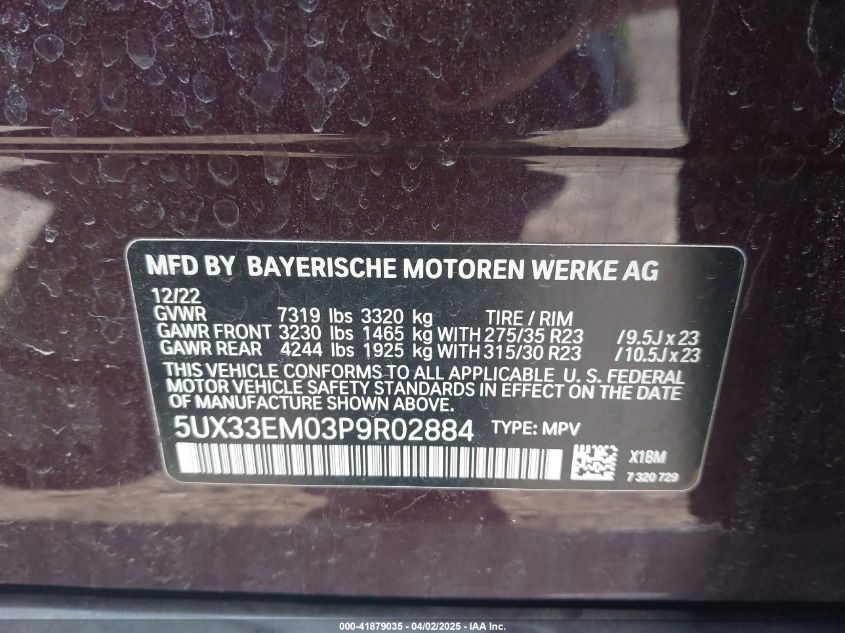 MFD BY BAYERISCHE MOTOREN WERKE AG
12/22
GVWR 7319 lbs 3320 kg TIRE / RIM
GAWR FRONT 3230 lbs 1465 kg WITH 275/35 R23 / 9.5J x 23
GAWR REAR 4244 lbs 1925 kg WITH 315/30 R23 / 10.5J x 23
THIS VEHICLE CONFORMS TO ALL APPLICABLE U. S. FEDERAL
MOTOR VEHICLE SAFETY STANDARDS IN EFFECT ON THE DATE
OF MANUFACTURE SHOWN ABOVE.
5UX33EM03P9R02884 TYPE: MPV
X1BM
7 320 729
000-41879035 - 04/02/2025 - IAA Inc.